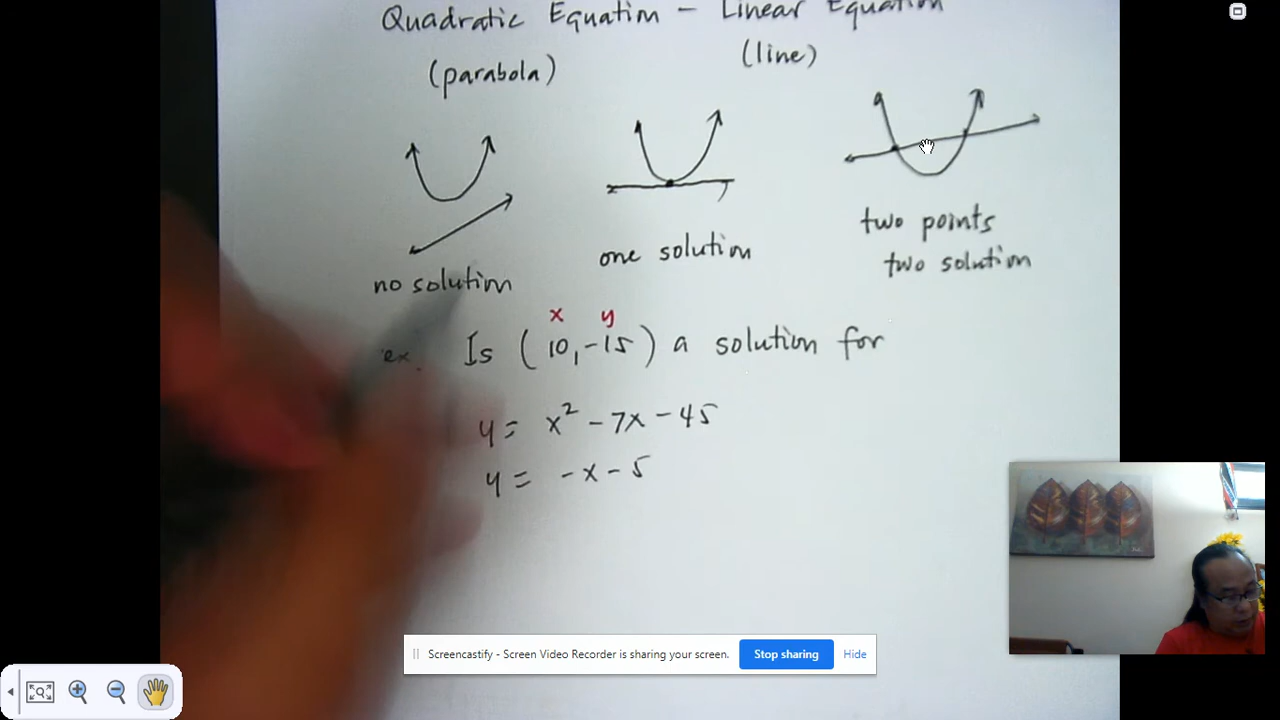 Quadratic Equation - Linear Equation
(parabola) (line)
no solution
one solution
two points
two solution
x y
ex. Is (10, -15) a solution for
y = x² - 7x - 45
y = -x - 5
Screencastify - Screen Video Recorder is sharing your screen. Stop sharing Hide